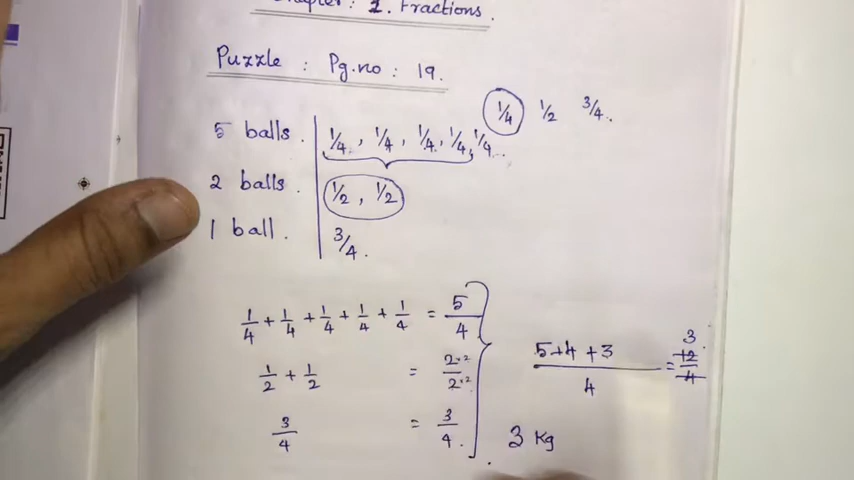 Chapter: 1. Fractions.
Puzzle : Pg.no : 19.
1/4 1/2 3/4.
5 balls. 1/4, 1/4, 1/4, 1/4, 1/4.
2 balls. 1/2, 1/2
1 ball. 3/4.
1/4 + 1/4 + 1/4 + 1/4 + 1/4 = 5/4
1/2 + 1/2 = 2×2/2×2
3/4 = 3/4.
5+4+3/4 = 12/4 3
3 Kg